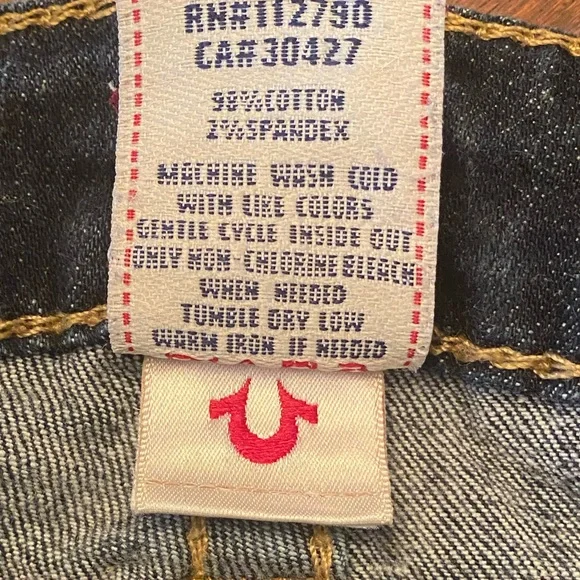 RN#112790
CA#30427
98%COTTON
2%SPANDEX
MACHINE WASH COLD
WITH LIKE COLORS
GENTLE CYCLE INSIDE OUT
ONLY NON-CHLORINE BLEECH
WHEN NEEDED
TUMBLE DRY LOW
WARM IRON IF NEEDED